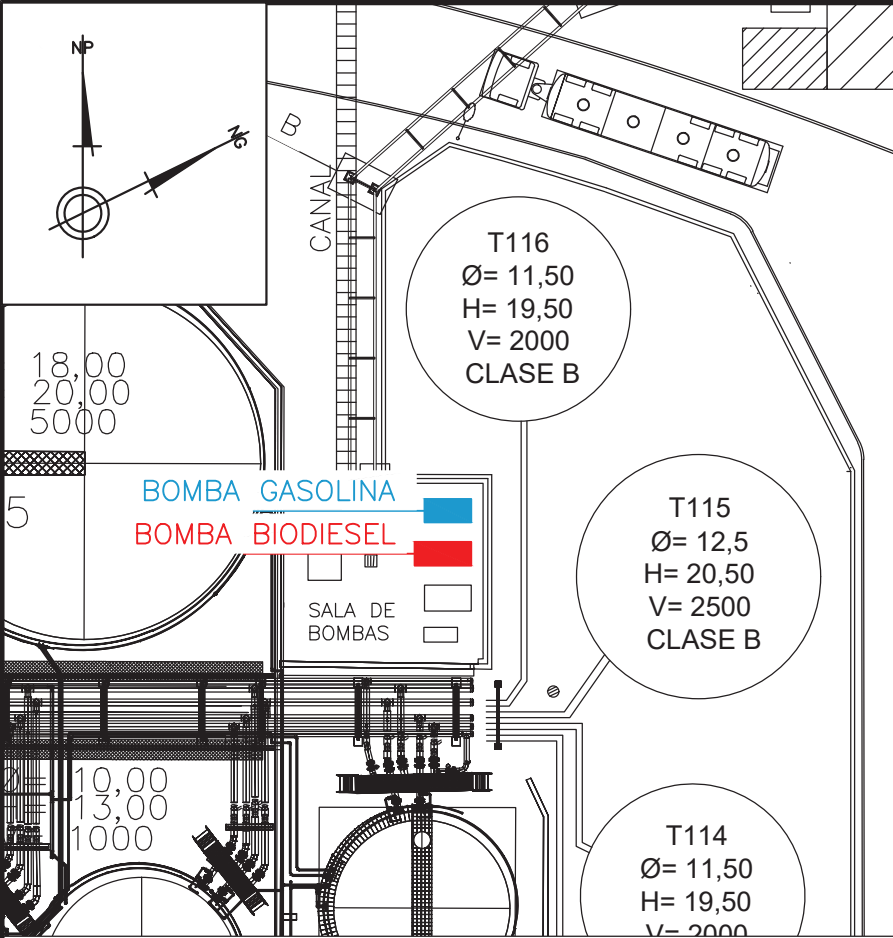 NP
NG
B
CANAL
T116
Ø= 11,50
H= 19,50
V= 2000
CLASE B
18,00
20,00
5000
5
BOMBA GASOLINA
BOMBA BIODIESEL
SALA DE
BOMBAS
T115
Ø= 12,5
H= 20,50
V= 2500
CLASE B
Ø 10,00
13,00
1000
T114
Ø= 11,50
H= 19,50
V= 2000